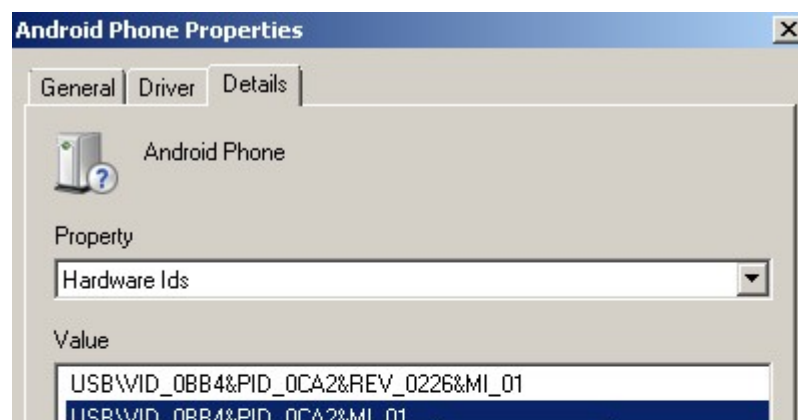 Android Phone Properties
General Driver Details
Android Phone
Property
Hardware Ids
Value
USB\VID_0BB4&PID_0CA2&REV_0226&MI_01
USB\VID_0BB4&PID_0CA2&MI_01